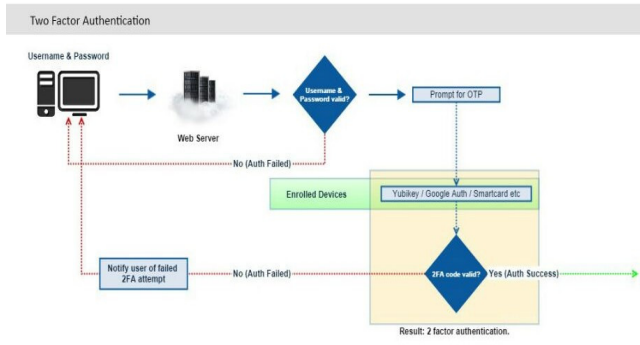 Two Factor Authentication
Username & Password
Username &
Password valid?
Prompt for OTP
Web Server
No (Auth Failed)
Enrolled Devices
Yubikey / Google Auth / Smartcard etc
Notify user of failed
2FA attempt
No (Auth Failed)
2FA code valid?
Yes (Auth Success)
Result: 2 factor authentication.